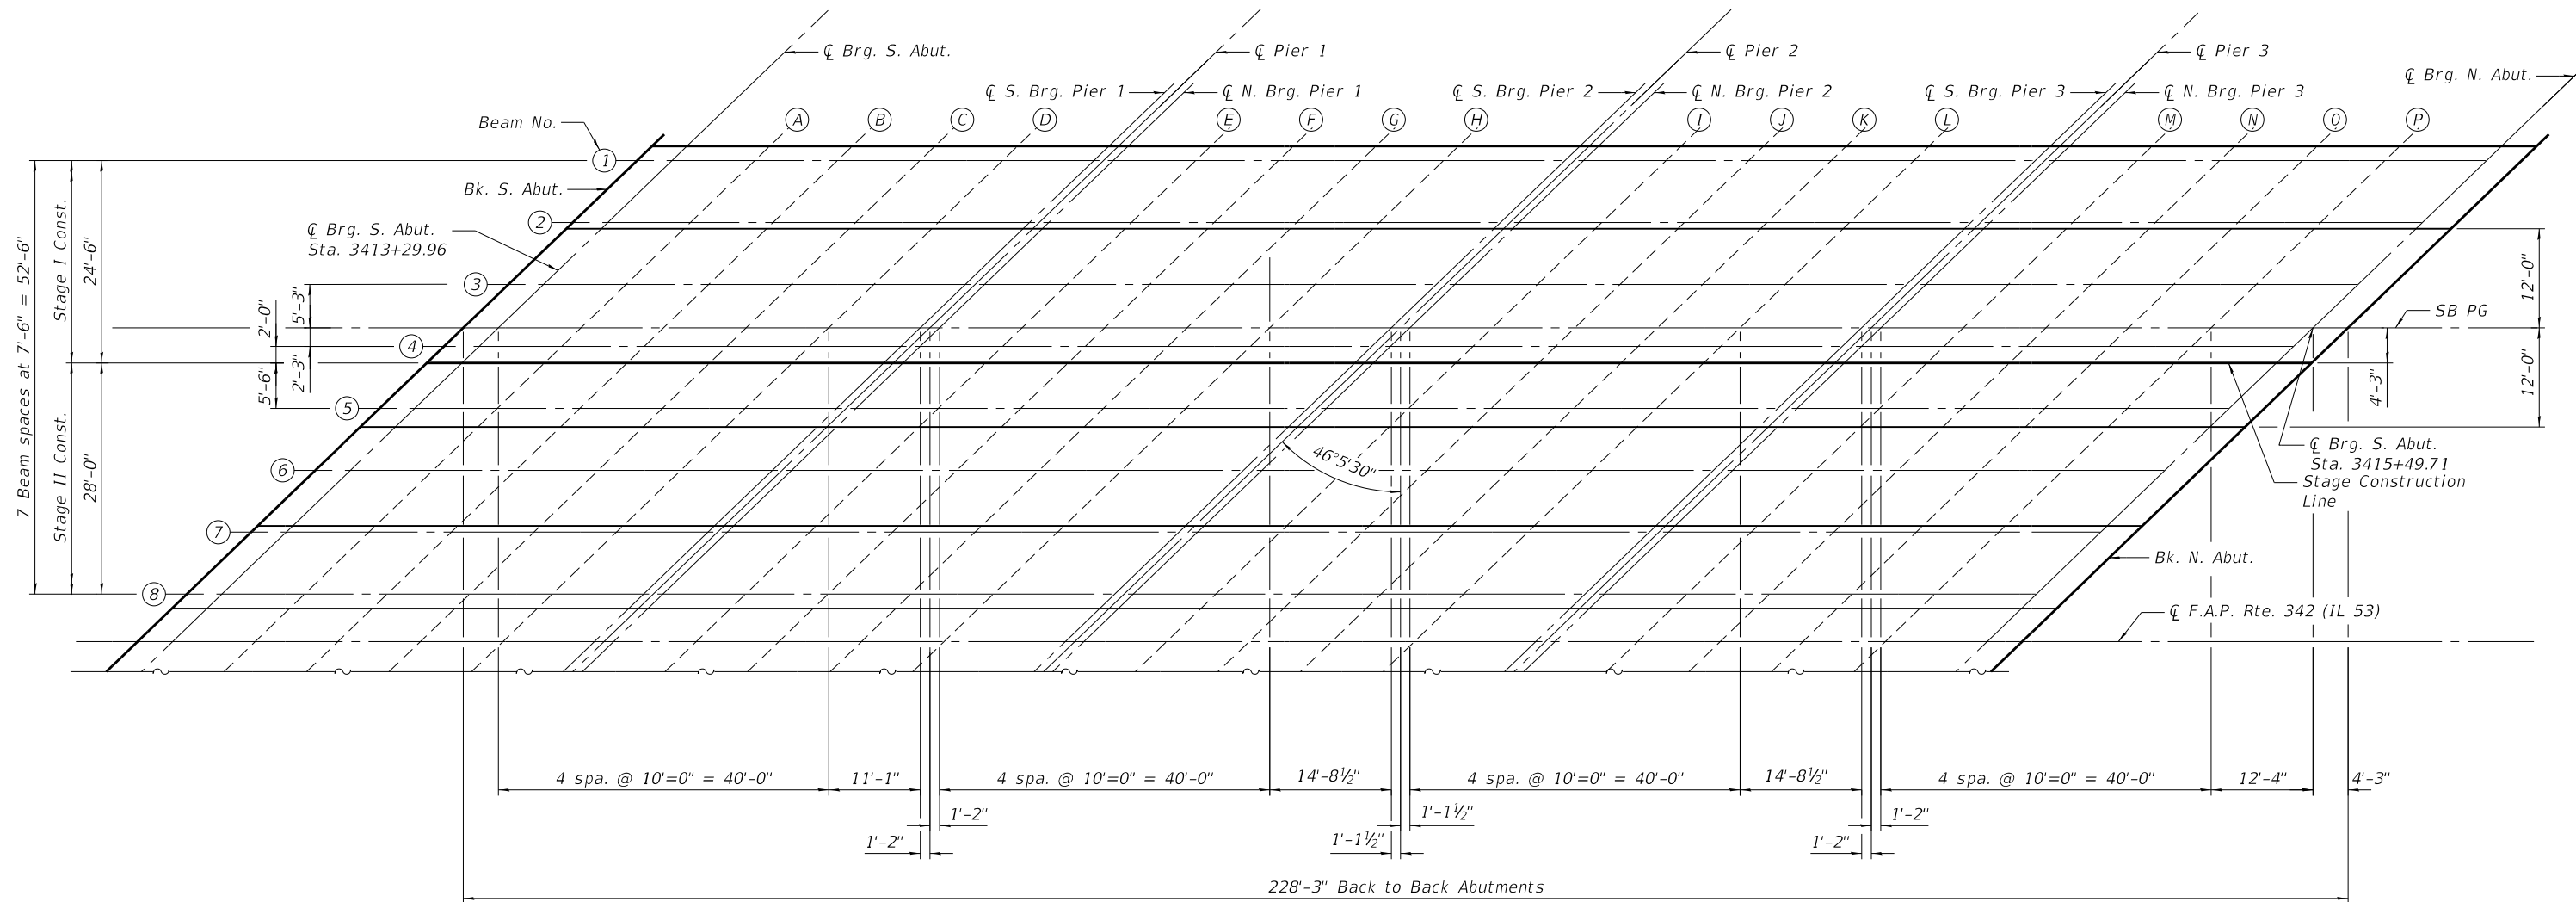 ℄ Brg. S. Abut.
℄ Pier 1
℄ Pier 2
℄ Pier 3
℄ Brg. N. Abut.
℄ S. Brg. Pier 1
℄ N. Brg. Pier 1
℄ S. Brg. Pier 2
℄ N. Brg. Pier 2
℄ S. Brg. Pier 3
℄ N. Brg. Pier 3
A B C D E F G H I J K L M N O P
Beam No.
1
Bk. S. Abut.
2
℄ Brg. S. Abut.
Sta. 3413+29.96
3
4
5
6
7
8
7 Beam spaces at 7'-6" = 52'-6"
Stage I Const.
24'-6"
Stage II Const.
28'-0"
2'-0"
5'-3"
5'-6"
2'-3"
46°5'30"
12'-0"
SB PG
12'-0"
4'-3"
℄ Brg. S. Abut.
Sta. 3415+49.71
Stage Construction
Line
Bk. N. Abut.
℄ F.A.P. Rte. 342 (IL 53)
4 spa. @ 10'=0" = 40'-0"
11'-1"
4 spa. @ 10'=0" = 40'-0"
14'-8½"
4 spa. @ 10'=0" = 40'-0"
14'-8½"
4 spa. @ 10'=0" = 40'-0"
12'-4"
4'-3"
1'-2"
1'-2"
1'-1½"
1'-1½"
1'-2"
1'-2"
228'-3" Back to Back Abutments